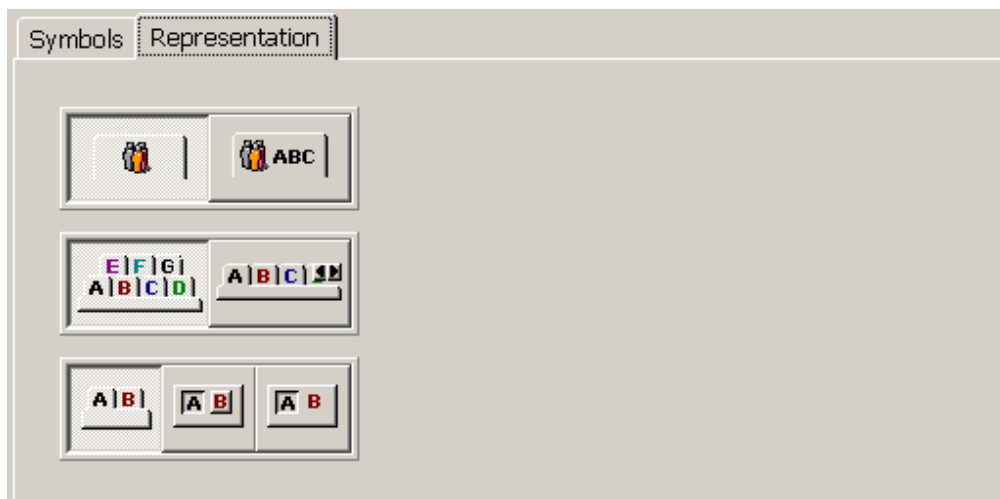 Symbols Representation
ABC
E F G
A B C D
A B C
A B
A B
A B